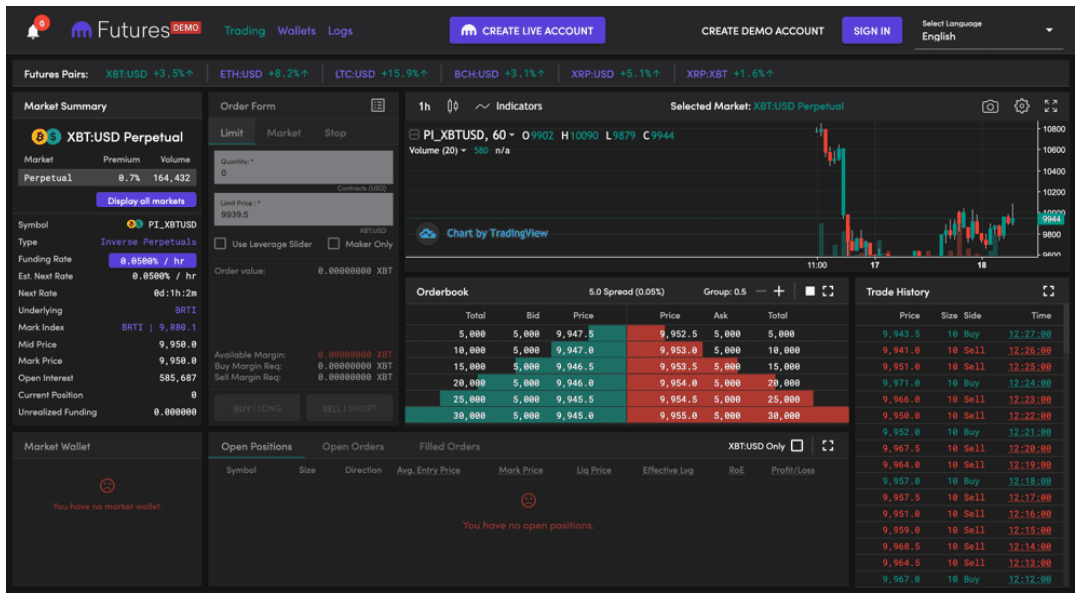 0
Futures DEMO
Trading Wallets Logs
CREATE LIVE ACCOUNT
CREATE DEMO ACCOUNT
SIGN IN
Select Language
English
Futures Pairs: XBT:USD +3.5%↑ ETH:USD +8.2%↑ LTC:USD +15.9%↑ BCH:USD +3.1%↑ XRP:USD +5.1%↑ XRP:XBT +1.6%↑
Market Summary
XBT:USD Perpetual
Market Premium Volume
Perpetual 0.7% 164,432
Display all markets
Symbol PI_XBTUSD
Type Inverse Perpetuals
Funding Rate 0.0500% / hr
Est. Next Rate 0.0500% / hr
Next Rate 0d:1h:2m
Underlying BRTI
Mark Index BRTI | 9,880.1
Mid Price 9,950.0
Mark Price 9,950.0
Open Interest 585,687
Current Position 0
Unrealized Funding 0.000000
Order Form
Limit Market Stop
Quantity: *
0
Contracts (USD)
Limit Price : *
9939.5
XBT:USD
Use Leverage Slider Maker Only
Order value: 0.00000000 XBT
Available Margin: 0.00000000 XBT
Buy Margin Req: 0.00000000 XBT
Sell Margin Req: 0.00000000 XBT
BUY | LONG SELL | SHORT
1h Indicators Selected Market: XBT:USD Perpetual
PI_XBTUSD, 60 O 9902 H 10090 L 9879 C 9944
Volume (20) 580 n/a
Chart by TradingView
10800
10600
10400
10200
10000
9944
9800
9600
11:00 17 18
Orderbook 5.0 Spread (0.05%) Group: 0.5 — +
Total Bid Price Price Ask Total
5,000 5,000 9,947.5 9,952.5 5,000 5,000
10,000 5,000 9,947.0 9,953.0 5,000 10,000
15,000 5,000 9,946.5 9,953.5 5,000 15,000
20,000 5,000 9,946.0 9,954.0 5,000 20,000
25,000 5,000 9,945.5 9,954.5 5,000 25,000
30,000 5,000 9,945.0 9,955.0 5,000 30,000
Trade History
Price Size Side Time
9,943.5 10 Buy 12:27:00
9,941.0 10 Sell 12:26:00
9,951.0 10 Sell 12:25:00
9,971.0 10 Buy 12:24:00
9,966.0 10 Sell 12:23:00
9,950.0 10 Sell 12:22:00
9,952.0 10 Buy 12:21:00
9,967.5 10 Sell 12:20:00
9,964.0 10 Sell 12:19:00
9,957.0 10 Buy 12:18:00
9,957.5 10 Sell 12:17:00
9,951.0 10 Sell 12:16:00
9,959.0 10 Sell 12:15:00
9,968.5 10 Sell 12:14:00
9,964.5 10 Sell 12:13:00
9,967.0 10 Buy 12:12:00
Market Wallet
You have no market wallet.
Open Positions Open Orders Filled Orders XBT:USD Only
Symbol Size Direction Avg. Entry Price Mark Price Liq Price Effective Lvg RoE Profit/Loss
You have no open positions.